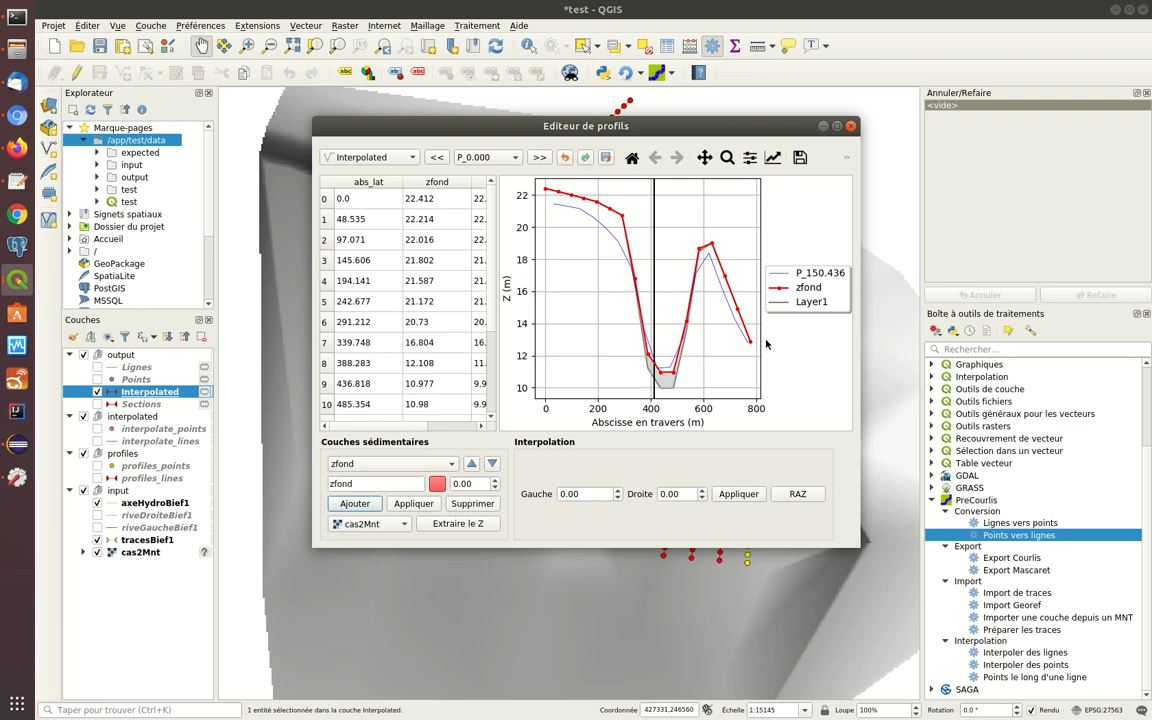 *test - QGIS
Projet Éditer Vue Couche Préférences Extensions Vecteur Raster Internet Maillage Traitement Aide
Explorateur
Marque-pages
/app/test/data
expected
input
output
test
test
Signets spatiaux
Dossier du projet
Accueil
/
GeoPackage
SpatiaLite
PostGIS
MSSQL
Couches
output
Lignes
Points
Interpolated
Sections
interpolated
interpolate_points
interpolate_lines
profiles
profiles_points
profiles_lines
input
axeHydroBief1
riveDroiteBief1
riveGaucheBief1
tracesBief1
cas2Mnt
Editeur de profils
Interpolated << P_0.000 >>
abs_lat zfond
0 0.0 22.412 22.
1 48.535 22.214 22.
2 97.071 22.016 22.
3 145.606 21.802 22.
4 194.141 21.587 22.
5 242.677 21.172 22.
6 291.212 20.73 22.
7 339.748 16.804 16.
8 388.283 12.108 11.
9 436.818 10.977 9.9
10 485.354 10.98 9.9
Z (m)
22
20
18
16
14
12
10
0 200 400 600 800
Abscisse en travers (m)
P_150.436
zfond
Layer1
Couches sédimentaires
zfond
zfond 0.00
Ajouter Appliquer Supprimer
cas2Mnt Extraire le Z
Interpolation
Gauche 0.00 Droite 0.00 Appliquer RAZ
Annuler/Refaire
<vide>
Annuler Refaire
Boîte à outils de traitements
Rechercher...
Graphiques
Interpolation
Outils de couche
Outils fichiers
Outils généraux pour les vecteurs
Outils rasters
Recouvrement de vecteur
Sélection dans un vecteur
Table vecteur
GDAL
GRASS
PreCourlis
Conversion
Lignes vers points
Points vers lignes
Export
Export Courlis
Export Mascaret
Import
Import de traces
Import Georef
Importer une couche depuis un MNT
Préparer les traces
Interpolation
Interpoler des lignes
Interpoler des points
Points le long d'une ligne
SAGA
Taper pour trouver (Ctrl+K) 1 entité sélectionnée dans la couche Interpolated. Coordonnée 427331,246560 Échelle 1:15145 Loupe 100% Rotation 0.0 ° Rendu EPSG:27563